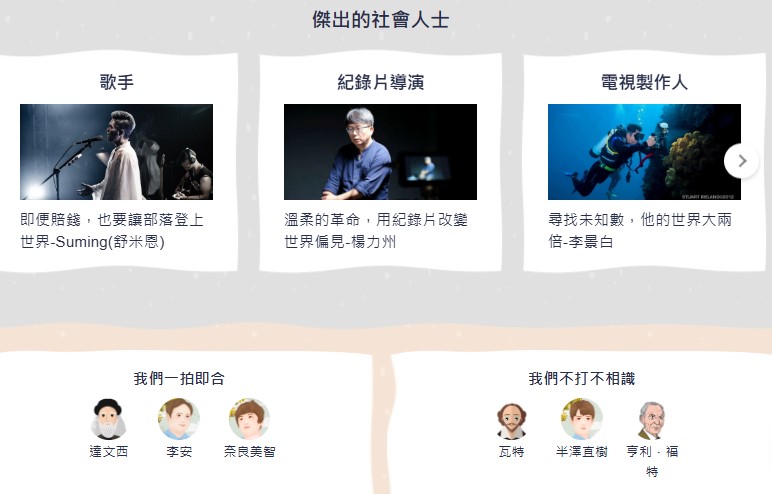 傑出的社會人士
歌手
即便賠錢，也要讓部落登上
世界-Suming(舒米恩)
紀錄片導演
溫柔的革命，用紀錄片改變
世界偏見-楊力州
電視製作人
STUART IRELAND©2012
尋找未知數，他的世界大兩
倍-李景白
我們一拍即合
達文西
李安
奈良美智
我們不打不相識
瓦特
半澤直樹
亨利．福
特